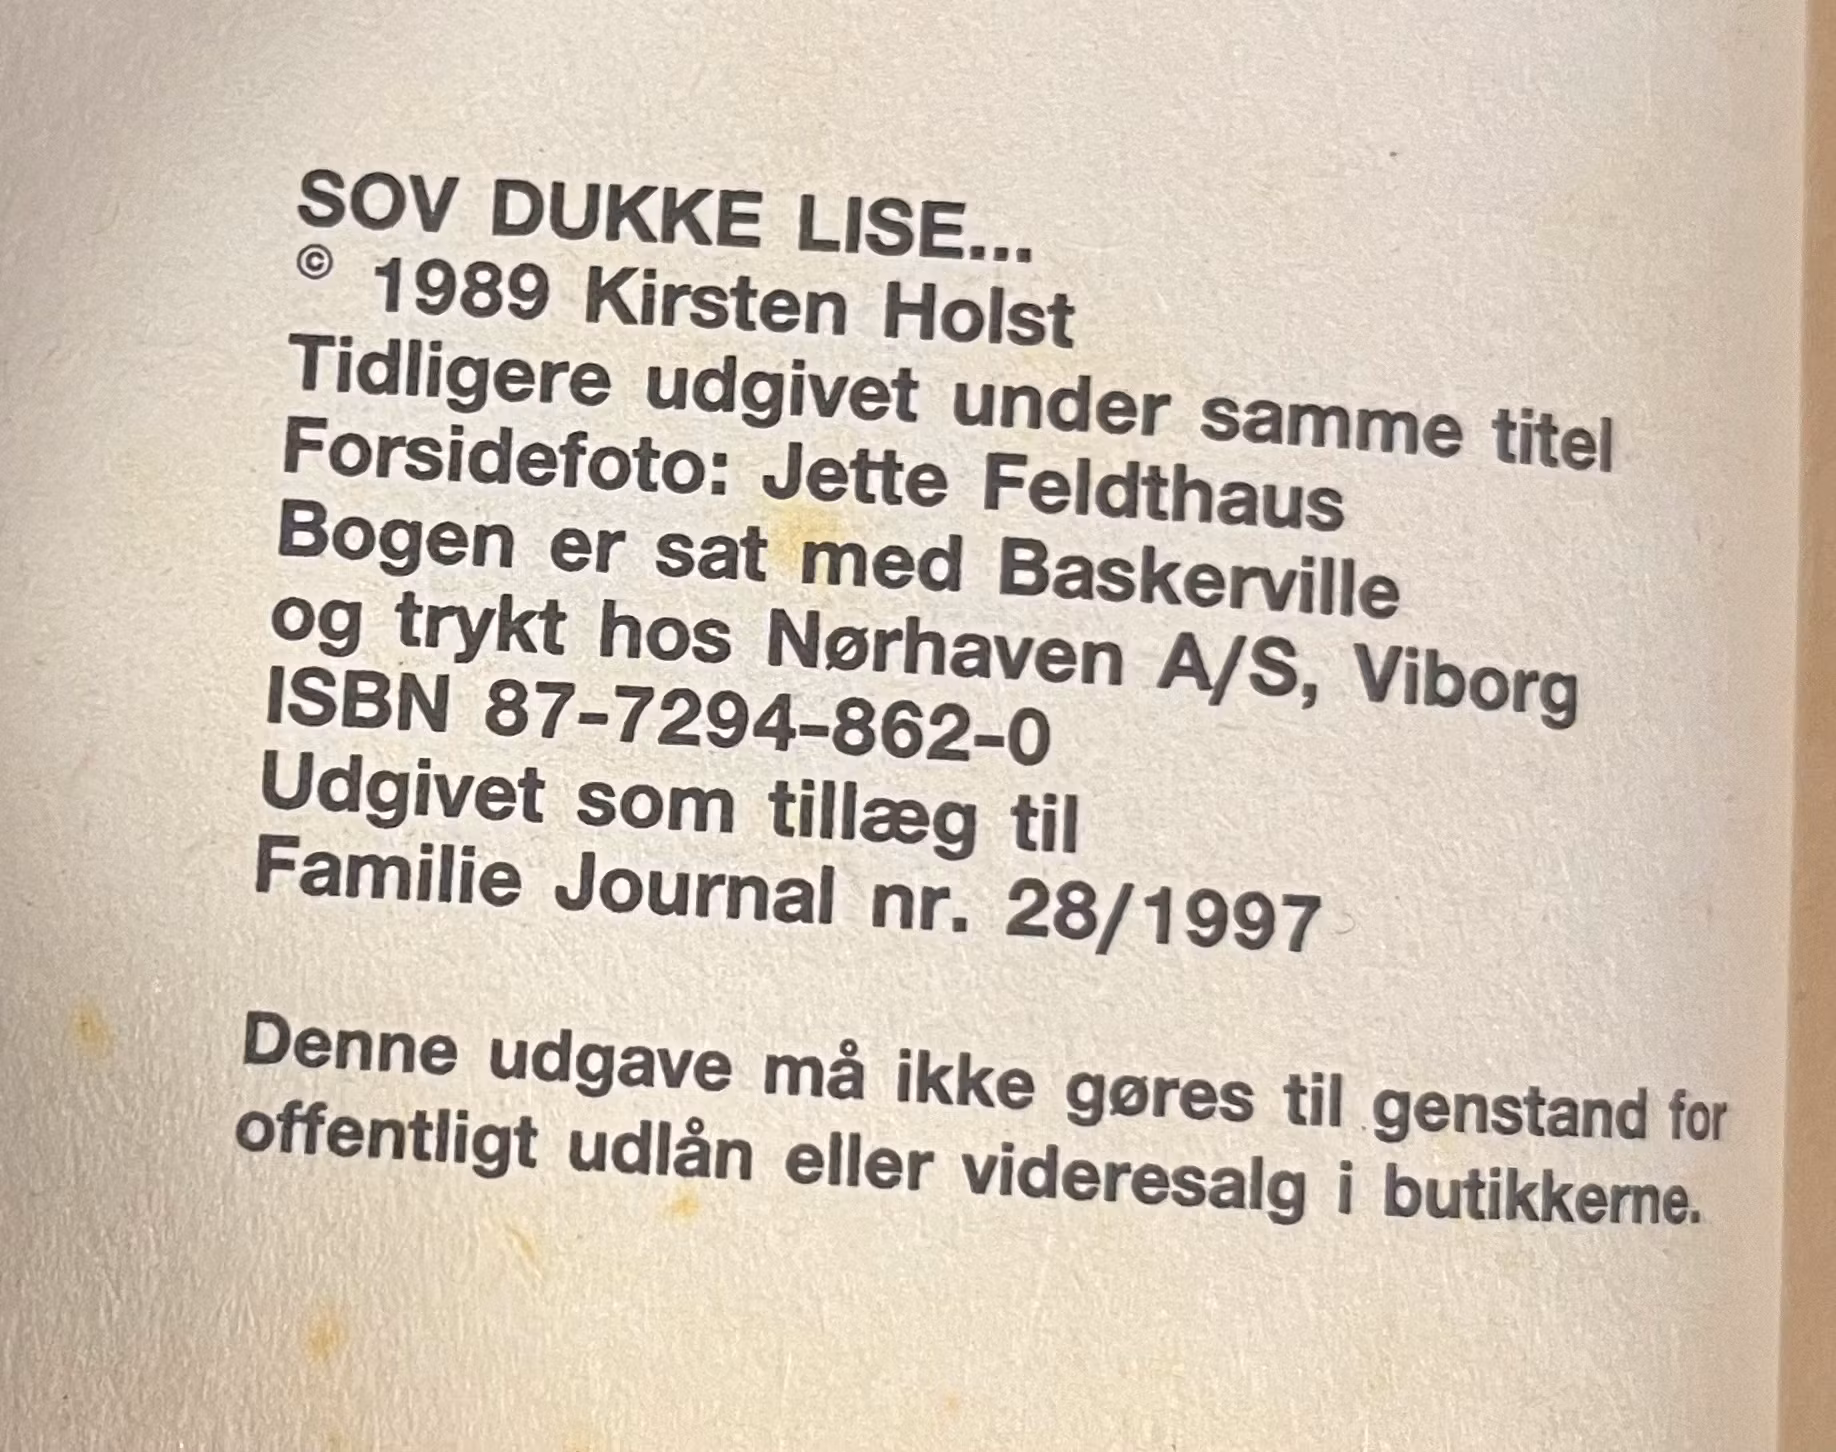 SOV DUKKE LISE...
© 1989 Kirsten Holst
Tidligere udgivet under samme titel
Forsidefoto: Jette Feldthaus
Bogen er sat med Baskerville
og trykt hos Nørhaven A/S, Viborg
ISBN 87-7294-862-0
Udgivet som tillæg til
Familie Journal nr. 28/1997
Denne udgave må ikke gøres til genstand for
offentligt udlån eller videresalg i butikkerne.